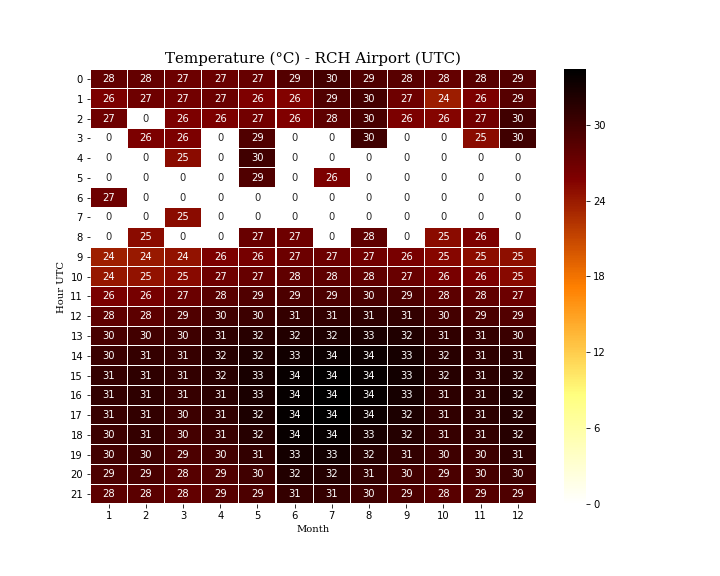 Temperature (°C) - RCH Airport (UTC)
0 28 28 27 27 27 29 30 29 28 28 28 29
1 26 27 27 27 26 26 29 30 27 24 26 29
30
2 27 0 26 26 27 26 28 30 26 26 27 30
3 0 26 26 0 29 0 0 30 0 0 25 30
4 0 0 25 0 30 0 0 0 0 0 0 0
24
5 0 0 0 0 29 0 26 0 0 0 0 0
6 27 0 0 0 0 0 0 0 0 0 0 0
7 0 0 25 0 0 0 0 0 0 0 0 0
8 0 25 0 0 27 27 0 28 0 25 26 0
9 24 24 24 26 26 27 27 27 26 25 25 25
18
Hour UTC
10 24 25 25 27 27 28 28 28 27 26 26 25
11 26 26 27 28 29 29 29 30 29 28 28 27
12 28 28 29 30 30 31 31 31 31 30 29 29
13 30 30 30 31 32 32 32 33 32 31 31 30
14 30 31 31 32 32 33 34 34 33 32 31 31
12
15 31 31 31 32 33 34 34 34 33 32 31 32
16 31 31 31 31 33 34 34 34 33 31 31 32
17 31 31 30 31 32 34 34 34 32 31 31 32
6
18 30 31 30 31 32 34 34 33 32 31 31 32
19 30 30 29 30 31 33 33 32 31 30 30 31
20 29 29 28 29 30 32 32 31 30 29 30 30
21 28 28 28 29 29 31 31 30 29 28 29 29
0
1 2 3 4 5 6 7 8 9 10 11 12
Month